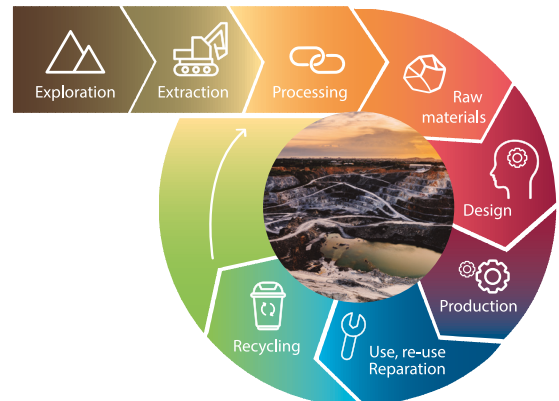 Exploration
Extraction
Processing
Raw
materials
Design
Production
Use, re-use
Reparation
Recycling